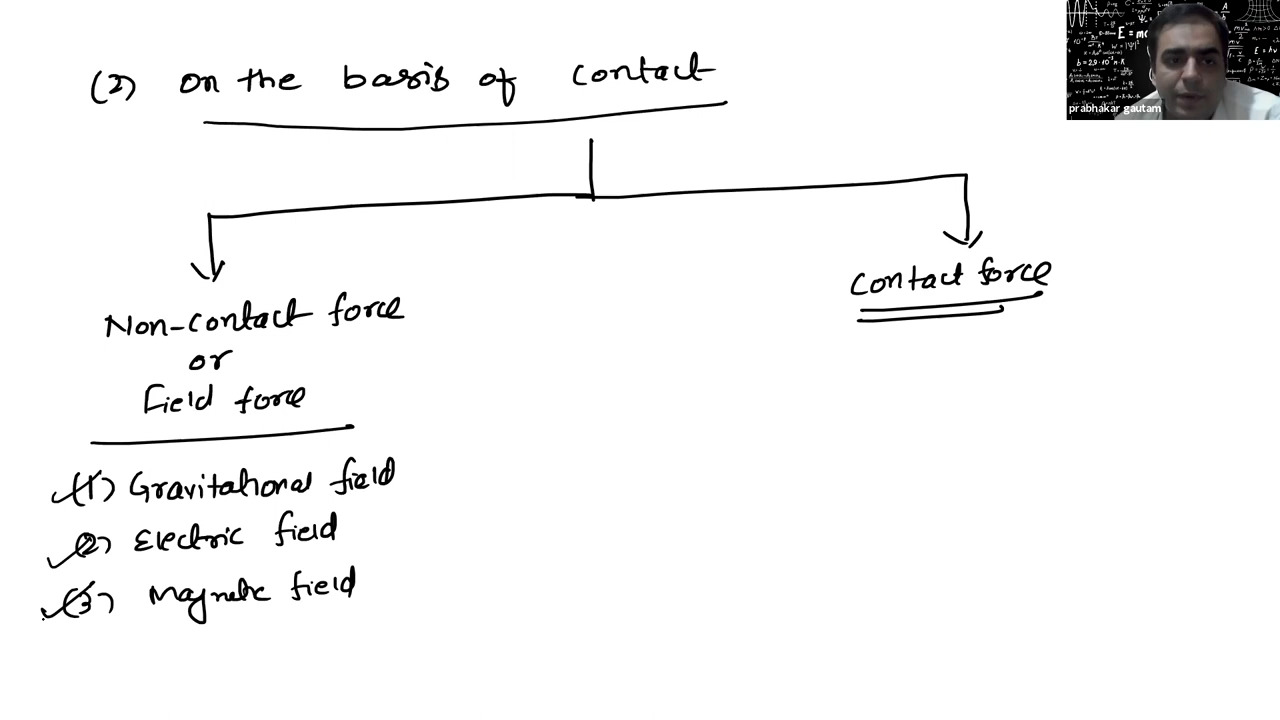 (2) on the basis of contact
Non-contact force
or
Field force
(1) Gravitational field
(2) Electric field
(3) Magnetic field
contact force
prabhakar gautam
E = mc